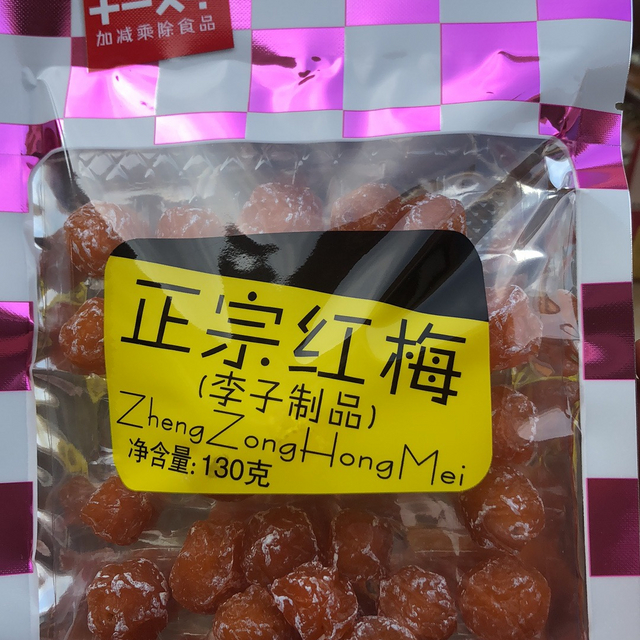 加减乘除食品
正宗红梅
(李子制品)
ZhengZongHongMei
净含量:130克